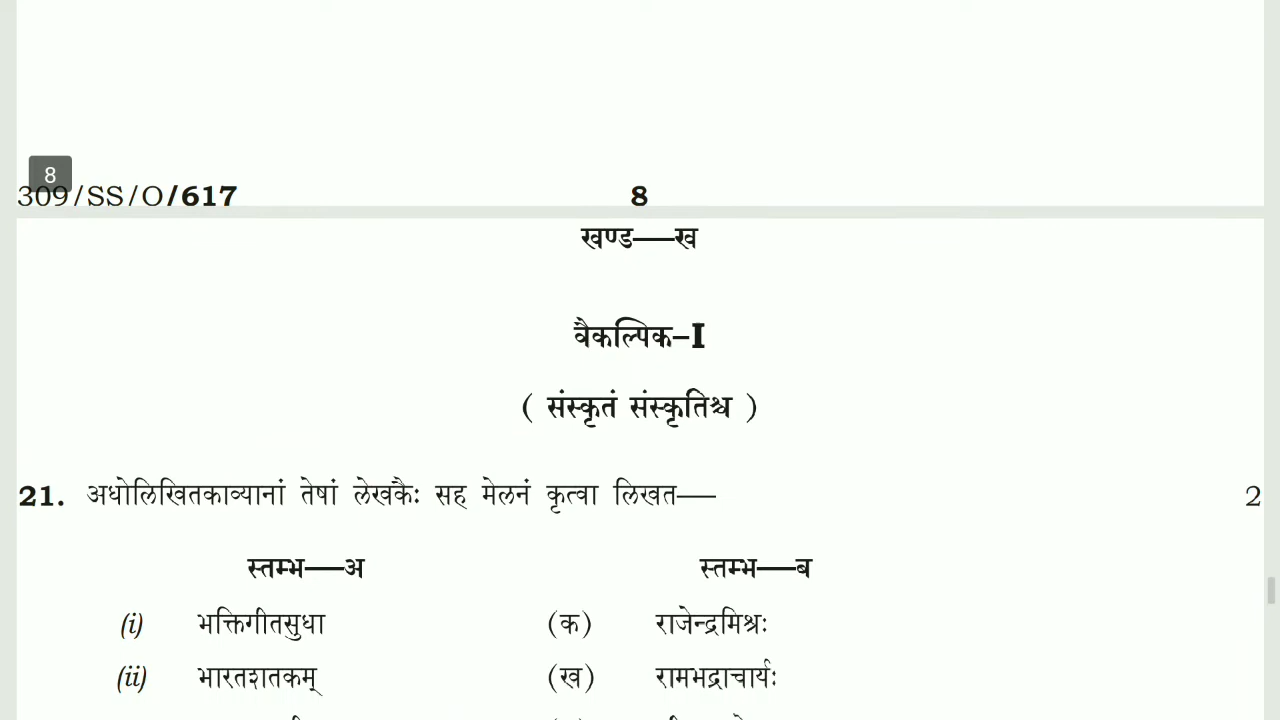 8
309/SS/O/617 8
खण्ड—ख
वैकल्पिक–I
( संस्कृतं संस्कृतिश्च )
21. अधोलिखितकाव्यानां तेषां लेखकैः सह मेलनं कृत्वा लिखत— 2
स्तम्भ—अ स्तम्भ—ब
(i) भक्तिगीतसुधा (क) राजेन्द्रमिश्रः
(ii) भारतशतकम् (ख) रामभद्राचार्यः